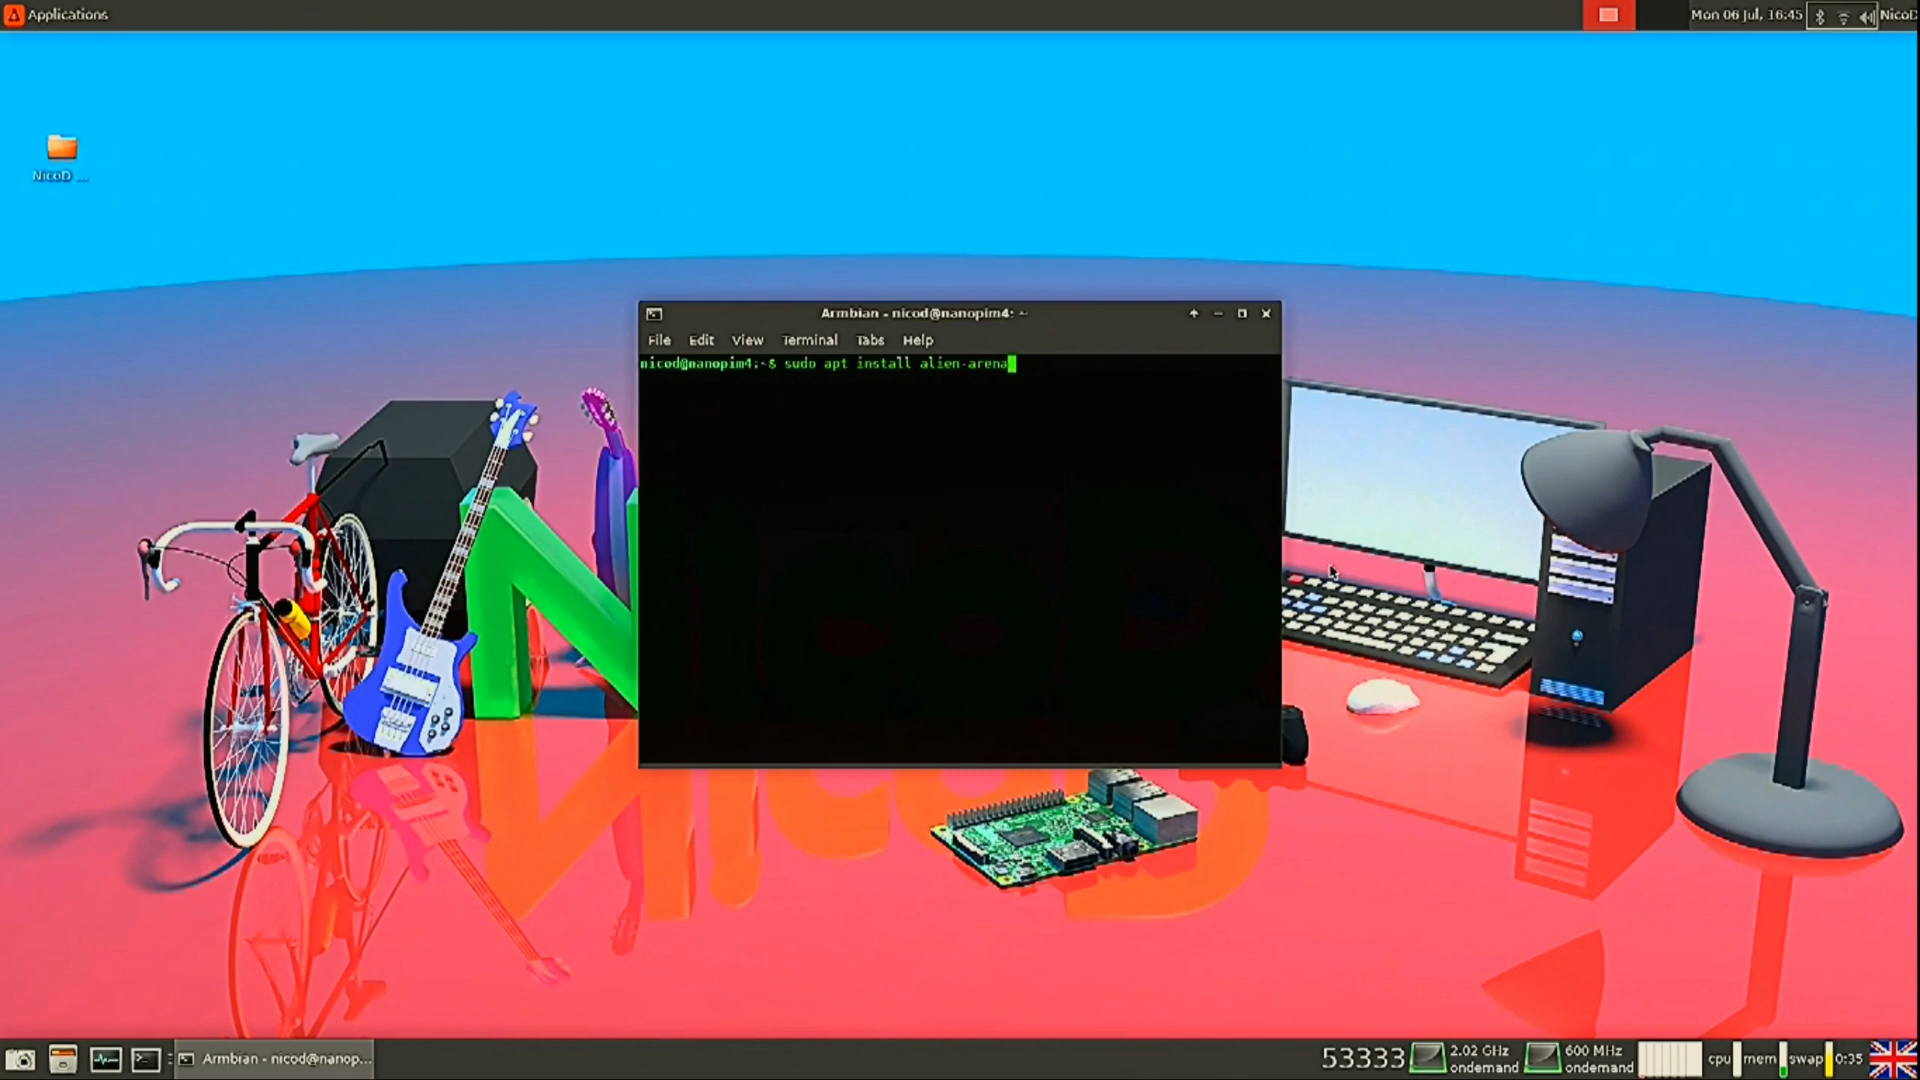 Applications
Mon 06 Jul, 16:45
NicoD
NicoD ...
Armbian - nicod@nanopim4: ~
File Edit View Terminal Tabs Help
nicod@nanopim4:~$ sudo apt install alien-arena
Armbian - nicod@nanop...
53333
2.02 GHz
ondemand
600 MHz
ondemand
cpu
mem
swap
0:35